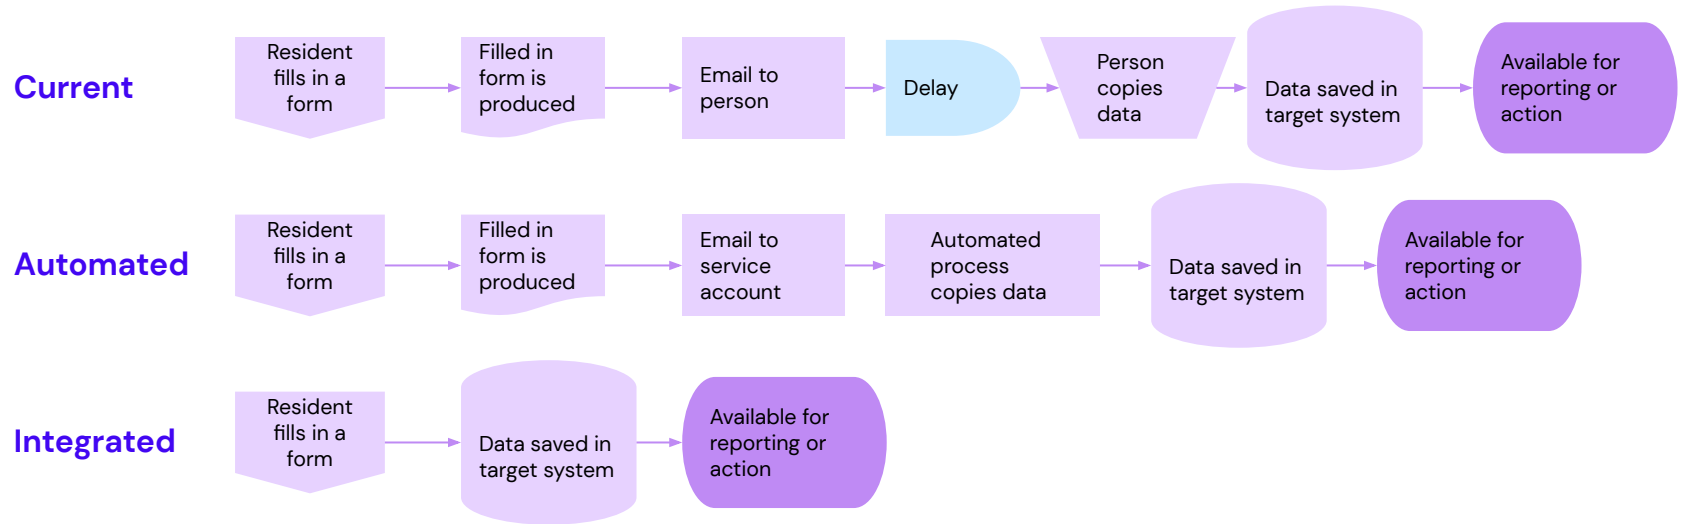 Current
Resident
fills in a
form
Filled in
form is
produced
Email to
person
Delay
Person
copies
data
Data saved in
target system
Available for
reporting or
action
Automated
Resident
fills in a
form
Filled in
form is
produced
Email to
service
account
Automated
process
copies data
Data saved in
target system
Available for
reporting or
action
Integrated
Resident
fills in a
form
Data saved in
target system
Available for
reporting or
action